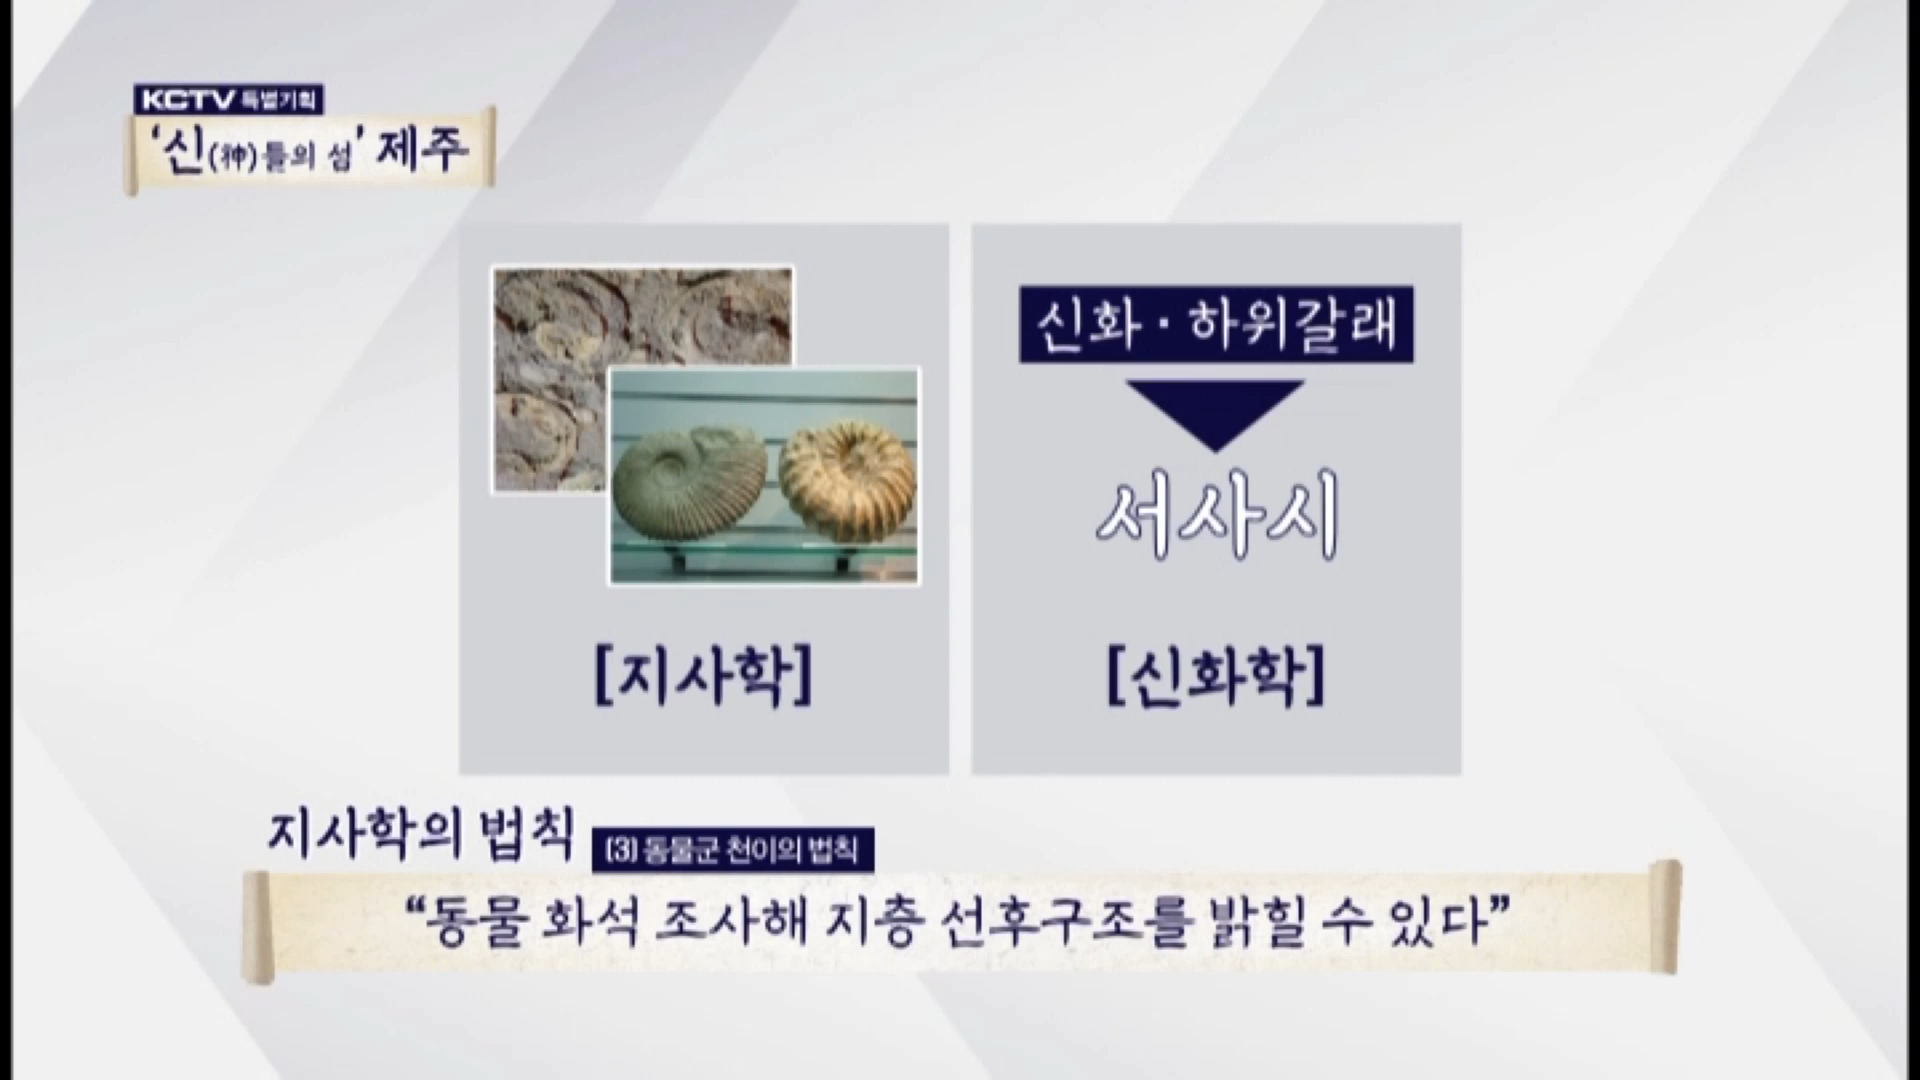 KCTV 특별기획
‘신(神)들의 섬’ 제주
신화·하위갈래
서사시
[지사학]
[신화학]
지사학의 법칙 (3) 동물군 천이의 법칙
“동물 화석 조사해 지층 선후구조를 밝힐 수 있다”